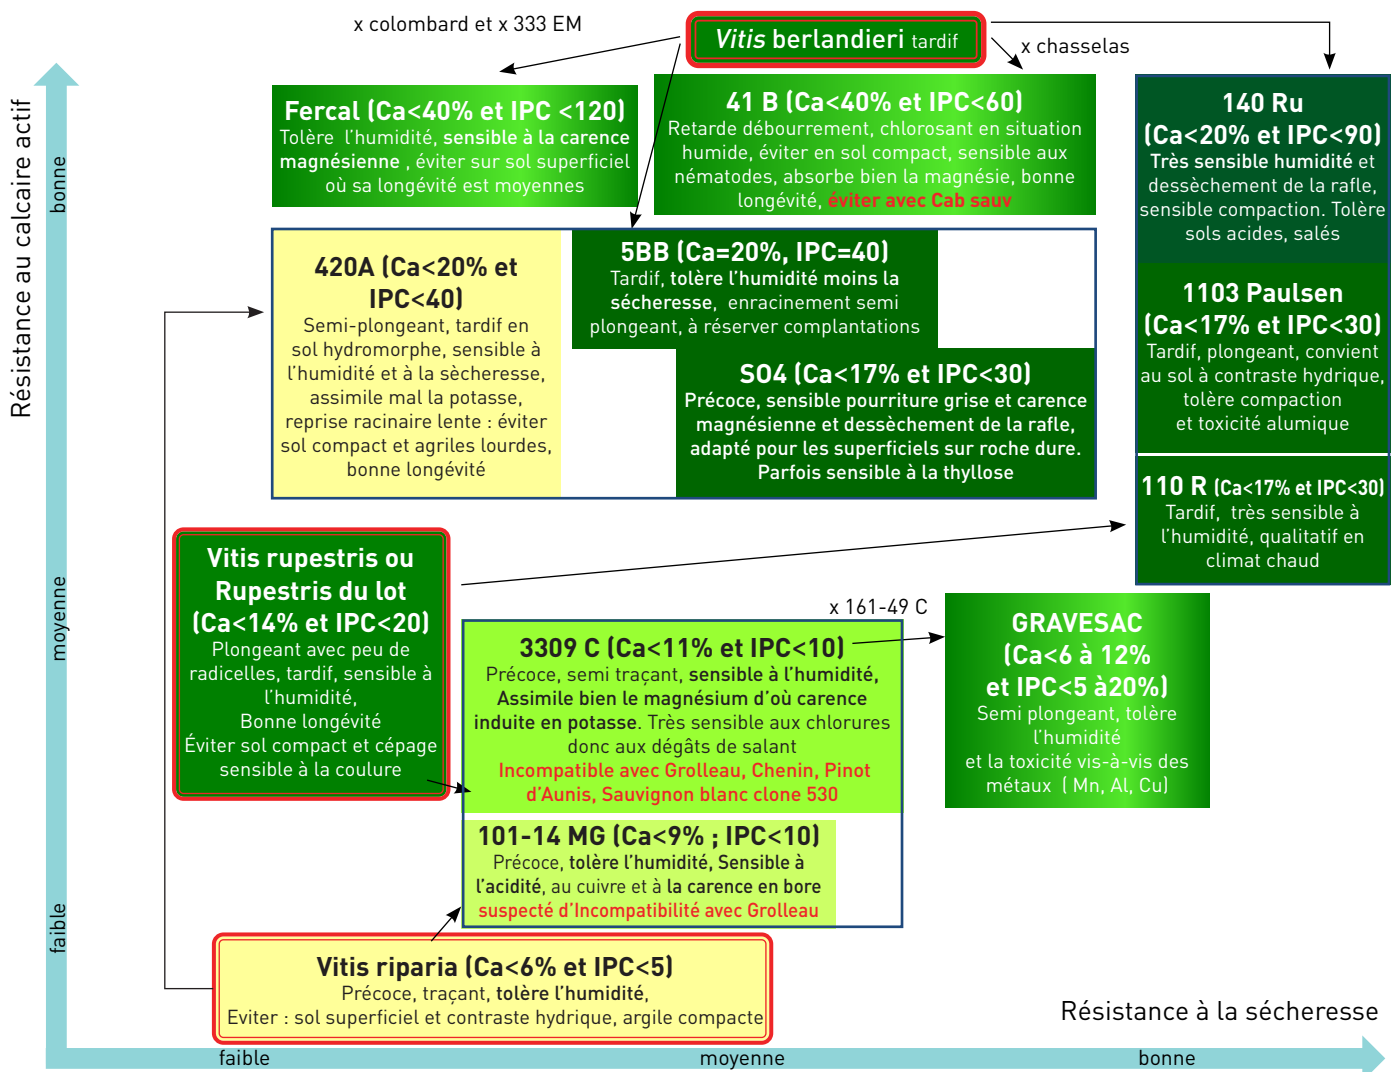 x colombard et x 333 EM
Vitis berlandieri tardif
x chasselas
Résistance au calcaire actif
bonne
moyenne
faible
Fercal (Ca<40% et IPC <120)
Tolère l'humidité, sensible à la carence
magnésienne , éviter sur sol superficiel
où sa longévité est moyennes
41 B (Ca<40% et IPC<60)
Retarde débourrement, chlorosant en situation
humide, éviter en sol compact, sensible aux
nématodes, absorbe bien la magnésie, bonne
longévité, éviter avec Cab sauv
140 Ru
(Ca<20% et IPC<90)
Très sensible humidité et
dessèchement de la rafle,
sensible compaction. Tolère
sols acides, salés
420A (Ca<20% et
IPC<40)
Semi-plongeant, tardif en
sol hydromorphe, sensible à
l'humidité et à la sècheresse,
assimile mal la potasse,
reprise racinaire lente : éviter
sol compact et agriles lourdes,
bonne longévité
5BB (Ca=20%, IPC=40)
Tardif, tolère l'humidité moins la
sécheresse, enracinement semi
plongeant, à réserver complantations
SO4 (Ca<17% et IPC<30)
Précoce, sensible pourriture grise et carence
magnésienne et dessèchement de la rafle,
adapté pour les superficiels sur roche dure.
Parfois sensible à la thyllose
1103 Paulsen
(Ca<17% et IPC<30)
Tardif, plongeant, convient
au sol à contraste hydrique,
tolère compaction
et toxicité alumique
110 R (Ca<17% et IPC<30)
Tardif, très sensible à
l'humidité, qualitatif en
climat chaud
Vitis rupestris ou
Rupestris du lot
(Ca<14% et IPC<20)
Plongeant avec peu de
radicelles, tardif, sensible à
l'humidité,
Bonne longévité
Éviter sol compact et cépage
sensible à la coulure
x 161-49 C
3309 C (Ca<11% et IPC<10)
Précoce, semi traçant, sensible à l'humidité,
Assimile bien le magnésium d'où carence
induite en potasse. Très sensible aux chlorures
donc aux dégâts de salant
Incompatible avec Grolleau, Chenin, Pinot
d'Aunis, Sauvignon blanc clone 530
GRAVESAC
(Ca<6 à 12%
et IPC<5 à20%)
Semi plongeant, tolère
l'humidité
et la toxicité vis-à-vis des
métaux ( Mn, Al, Cu)
101-14 MG (Ca<9% ; IPC<10)
Précoce, tolère l'humidité, Sensible à
l'acidité, au cuivre et à la carence en bore
suspecté d'Incompatibilité avec Grolleau
Vitis riparia (Ca<6% et IPC<5)
Précoce, traçant, tolère l'humidité,
Eviter : sol superficiel et contraste hydrique, argile compacte
Résistance à la sécheresse
faible
moyenne
bonne